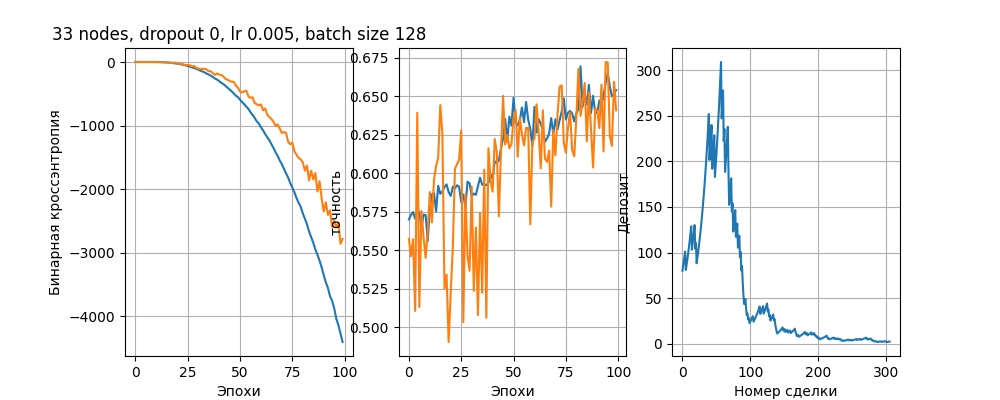 33 nodes, dropout 0, lr 0.005, batch size 128
Бинарная кроссэнтропия
0
−1000
−2000
−3000
−4000
0 25 50 75 100
Эпохи
точность
0.675
0.650
0.625
0.600
0.575
0.550
0.525
0.500
0 25 50 75 100
Эпохи
Депозит
300
250
200
150
100
50
0
0 100 200 300
Номер сделки